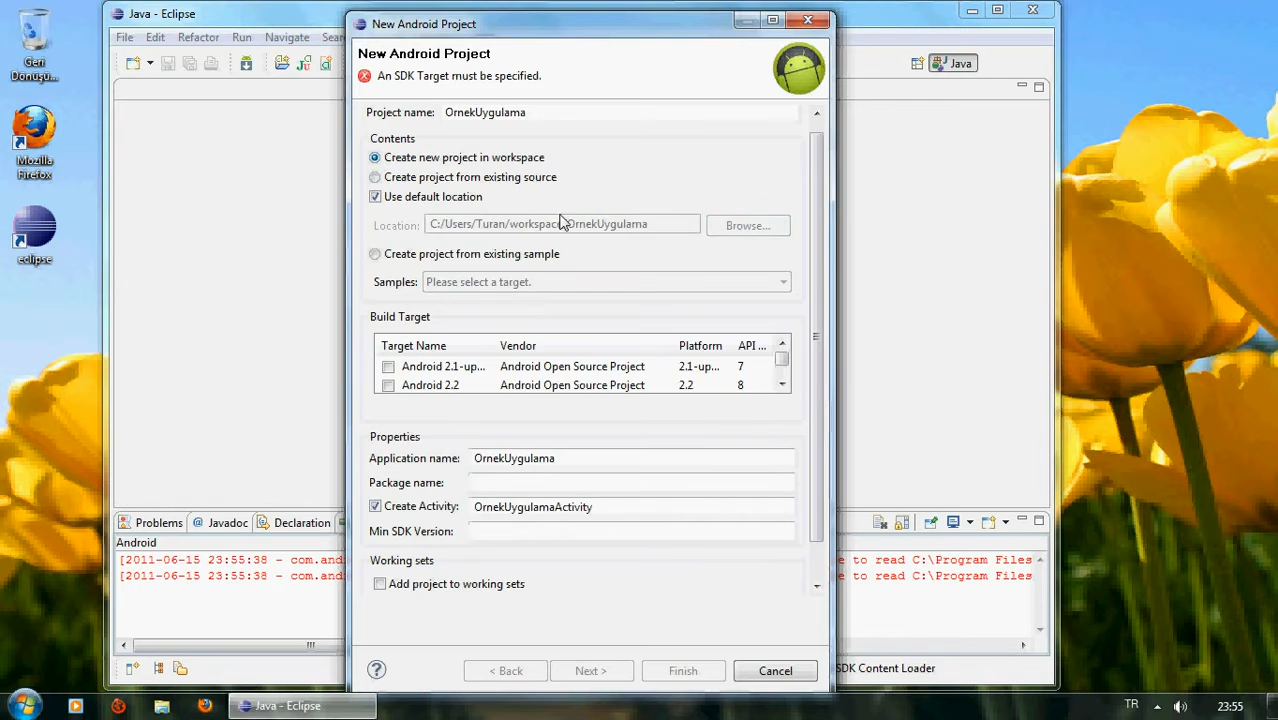 Java - Eclipse
New Android Project
File Edit Refactor Run Navigate Sear
New Android Project
An SDK Target must be specified.
Java
Geri
Dönüşü...
Mozilla
Firefox
eclipse
Project name: OrnekUygulama
Contents
Create new project in workspace
Create project from existing source
Use default location
Location: C:/Users/Turan/workspace/OrnekUygulama Browse...
Create project from existing sample
Samples: Please select a target.
Build Target
Target Name Vendor Platform API ...
Android 2.1-up... Android Open Source Project 2.1-up... 7
Android 2.2 Android Open Source Project 2.2 8
Properties
Application name: OrnekUygulama
Package name:
Create Activity: OrnekUygulamaActivity
Min SDK Version:
Working sets
Add project to working sets
< Back Next > Finish Cancel
Problems @ Javadoc Declaration
Android
[2011-06-15 23:55:38 - com.and
e to read C:\Program Files
[2011-06-15 23:55:38 - com.and
e to read C:\Program Files
SDK Content Loader
Java - Eclipse
TR 23:55